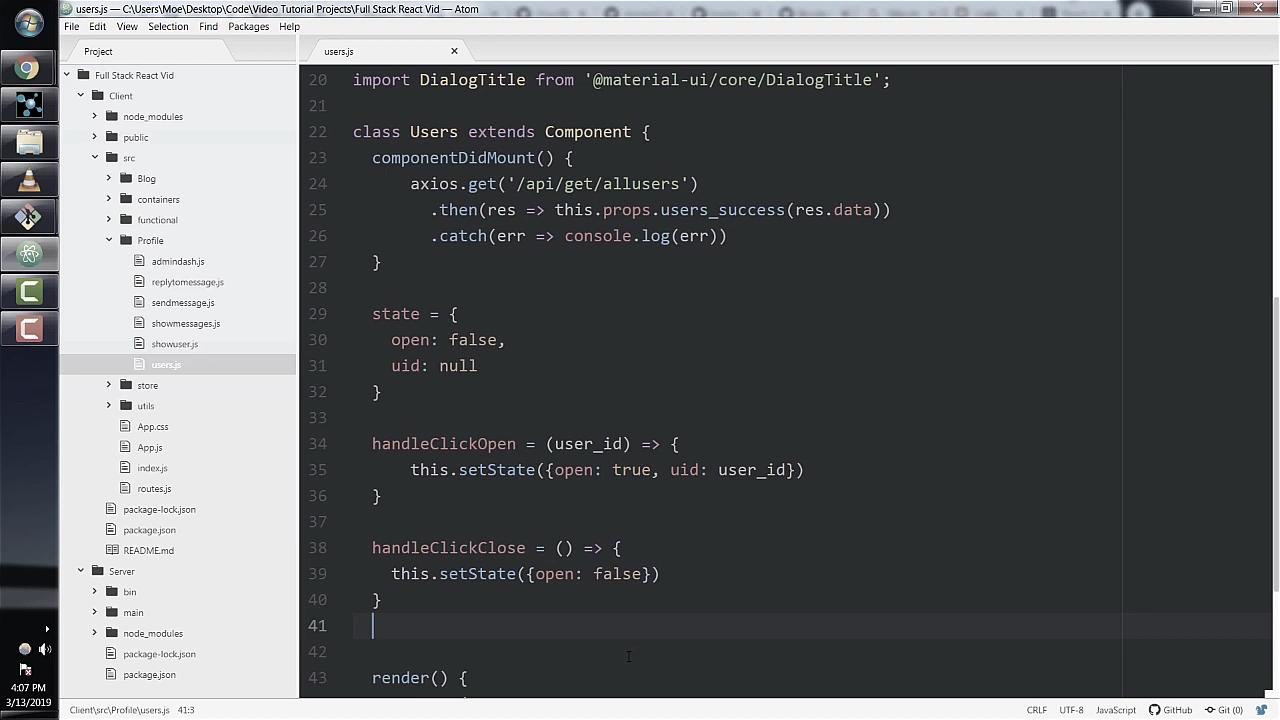 users.js — C:\Users\Moe\Desktop\Code\Video Tutorial Projects\Full Stack React Vid — Atom
File Edit View Selection Find Packages Help
Project
users.js
Full Stack React Vid
Client
node_modules
public
src
Blog
containers
functional
Profile
admindash.js
replytomessage.js
sendmessage.js
showmessages.js
showuser.js
users.js
store
utils
App.css
App.js
index.js
routes.js
package-lock.json
package.json
README.md
Server
bin
main
node_modules
package-lock.json
package.json
20 import DialogTitle from '@material-ui/core/DialogTitle';
21
22 class Users extends Component {
23 componentDidMount() {
24 axios.get('/api/get/allusers')
25 .then(res => this.props.users_success(res.data))
26 .catch(err => console.log(err))
27 }
28
29 state = {
30 open: false,
31 uid: null
32 }
33
34 handleClickOpen = (user_id) => {
35 this.setState({open: true, uid: user_id})
36 }
37
38 handleClickClose = () => {
39 this.setState({open: false})
40 }
41
42
43 render() {
4:07 PM
3/13/2019
Client\src\Profile\users.js 41:3
CRLF UTF-8 JavaScript GitHub Git (0)